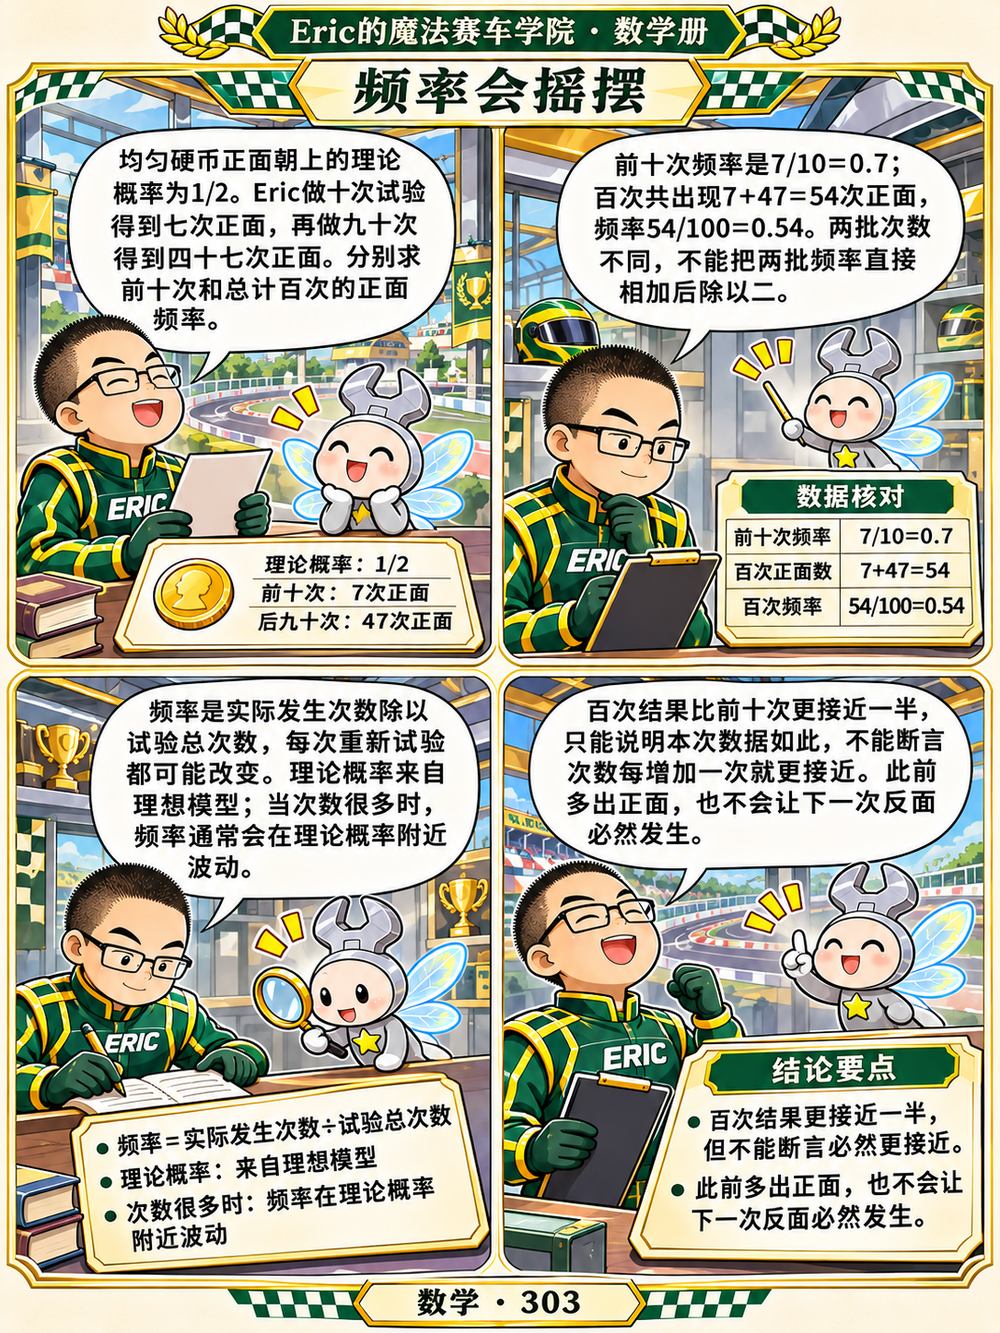 Eric的魔法赛车学院 · 数学册
频率会摇摆
均匀硬币正面朝上的理论
概率为1/2。Eric做十次试验
得到七次正面，再做九十次
得到四十七次正面。分别求
前十次和总计百次的正面
频率。
ERIC
理论概率：1/2
前十次：7次正面
后九十次：47次正面
前十次频率是7/10=0.7；
百次共出现7+47=54次正面，
频率54/100=0.54。两批次数
不同，不能把两批频率直接
相加后除以二。
ERIC
数据核对
前十次频率 7/10=0.7
百次正面数 7+47=54
百次频率 54/100=0.54
频率是实际发生次数除以
试验总次数，每次重新试验
都可能改变。理论概率来自
理想模型；当次数很多时，
频率通常会在理论概率附近
波动。
ERIC
• 频率=实际发生次数÷试验总次数
• 理论概率：来自理想模型
• 次数很多时：频率在理论概率
附近波动
百次结果比前十次更接近一半，
只能说明本次数据如此，不能断言
次数每增加一次就更接近。此前
多出正面，也不会让下一次反面
必然发生。
ERIC
结论要点
• 百次结果更接近一半，
但不能断言必然更接近。
• 此前多出正面，也不会让
下一次反面必然发生。
数学 · 303